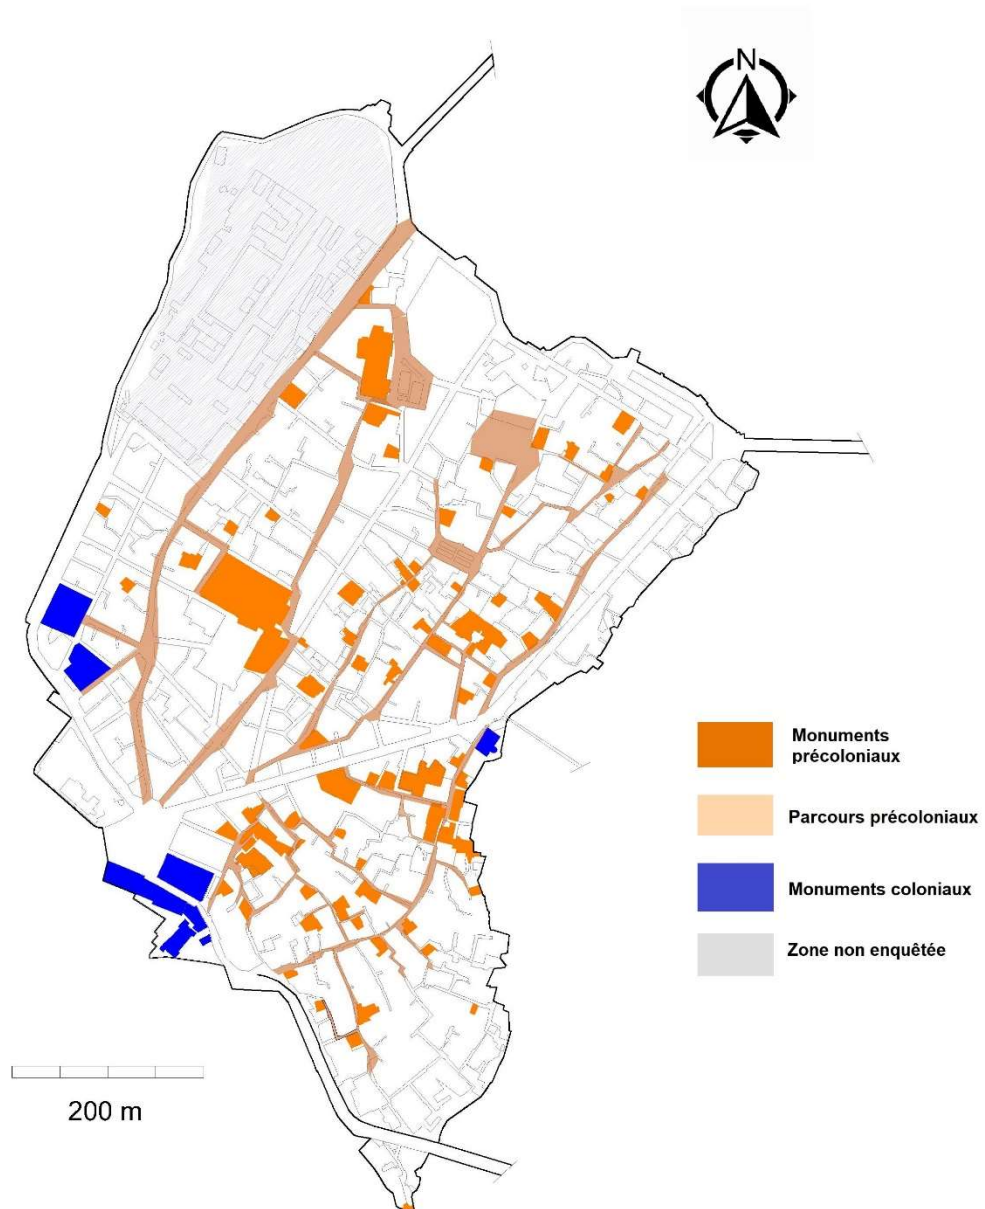 N
Monuments
précoloniaux
Parcours précoloniaux
Monuments coloniaux
Zone non enquêtée
200 m